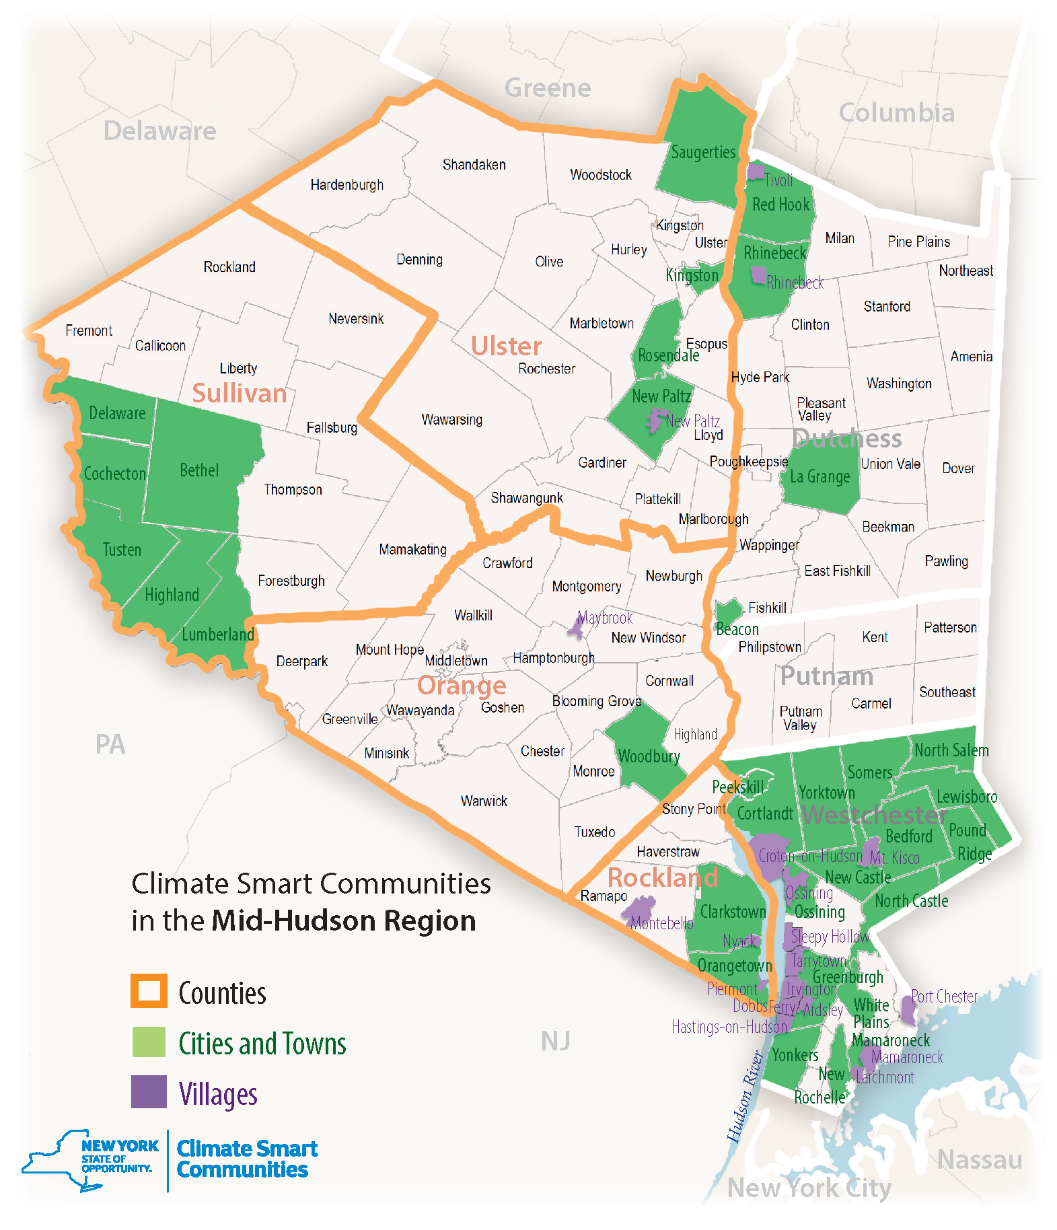 Greene
Columbia
Delaware
Saugerties
Shandaken
Woodstock
Tivoli
Hardenburgh
Red Hook
Kingston
Ulster
Milan
Pine Plains
Hurley
Rhinebeck
Denning
Olive
Rockland
Northeast
Kingston
Rhinebeck
Stanford
Neversink
Marbletown
Clinton
Fremont
Callicoon
Ulster
Esopus
Rosendale
Amenia
Liberty
Rochester
Hyde Park
Washington
Sullivan
New Paltz
Pleasant
Valley
Delaware
Wawarsing
New Paltz
Lloyd
Fallsburg
Dutchess
Gardiner
Poughkeepsie
Union Vale
Dover
Cochecton
Bethel
La Grange
Thompson
Shawangunk
Plattekill
Marlborough
Beekman
Tusten
Mamakating
Wappinger
Crawford
Pawling
East Fishkill
Forestburgh
Newburgh
Montgomery
Highland
Fishkill
Wallkill
Maybrook
Beacon
Patterson
Lumberland
New Windsor
Kent
Philipstown
Mount Hope
Middletown
Hamptonburgh
Deerpark
Putnam
Cornwall
Orange
Southeast
Blooming Grove
Carmel
Goshen
Wawayanda
Putnam
Valley
Greenville
Highland
PA
Minisink
Chester
Woodbury
North Salem
Monroe
Somers
Peekskill
Yorktown
Lewisboro
Warwick
Stony Point
Cortlandt
Westchester
Tuxedo
Bedford
Pound
Ridge
Haverstraw
Croton-on-Hudson
Mt. Kisco
Rockland
New Castle
Climate Smart Communities
in the Mid-Hudson Region
Ramapo
Ossining
North Castle
Clarkstown
Ossining
Montebello
Nyack
Sleepy Hollow
Orangetown
Tarrytown
Greenburgh
Piermont
Irvington
Counties
Port Chester
Dobbs Ferry
Ardsley
White
Plains
Hastings-on-Hudson
NJ
Cities and Towns
Mamaroneck
Yonkers
Mamaroneck
New
Rochelle
Larchmont
Villages
Hudson River
NEW YORK
STATE OF
OPPORTUNITY.
Climate Smart
Communities
Nassau
New York City